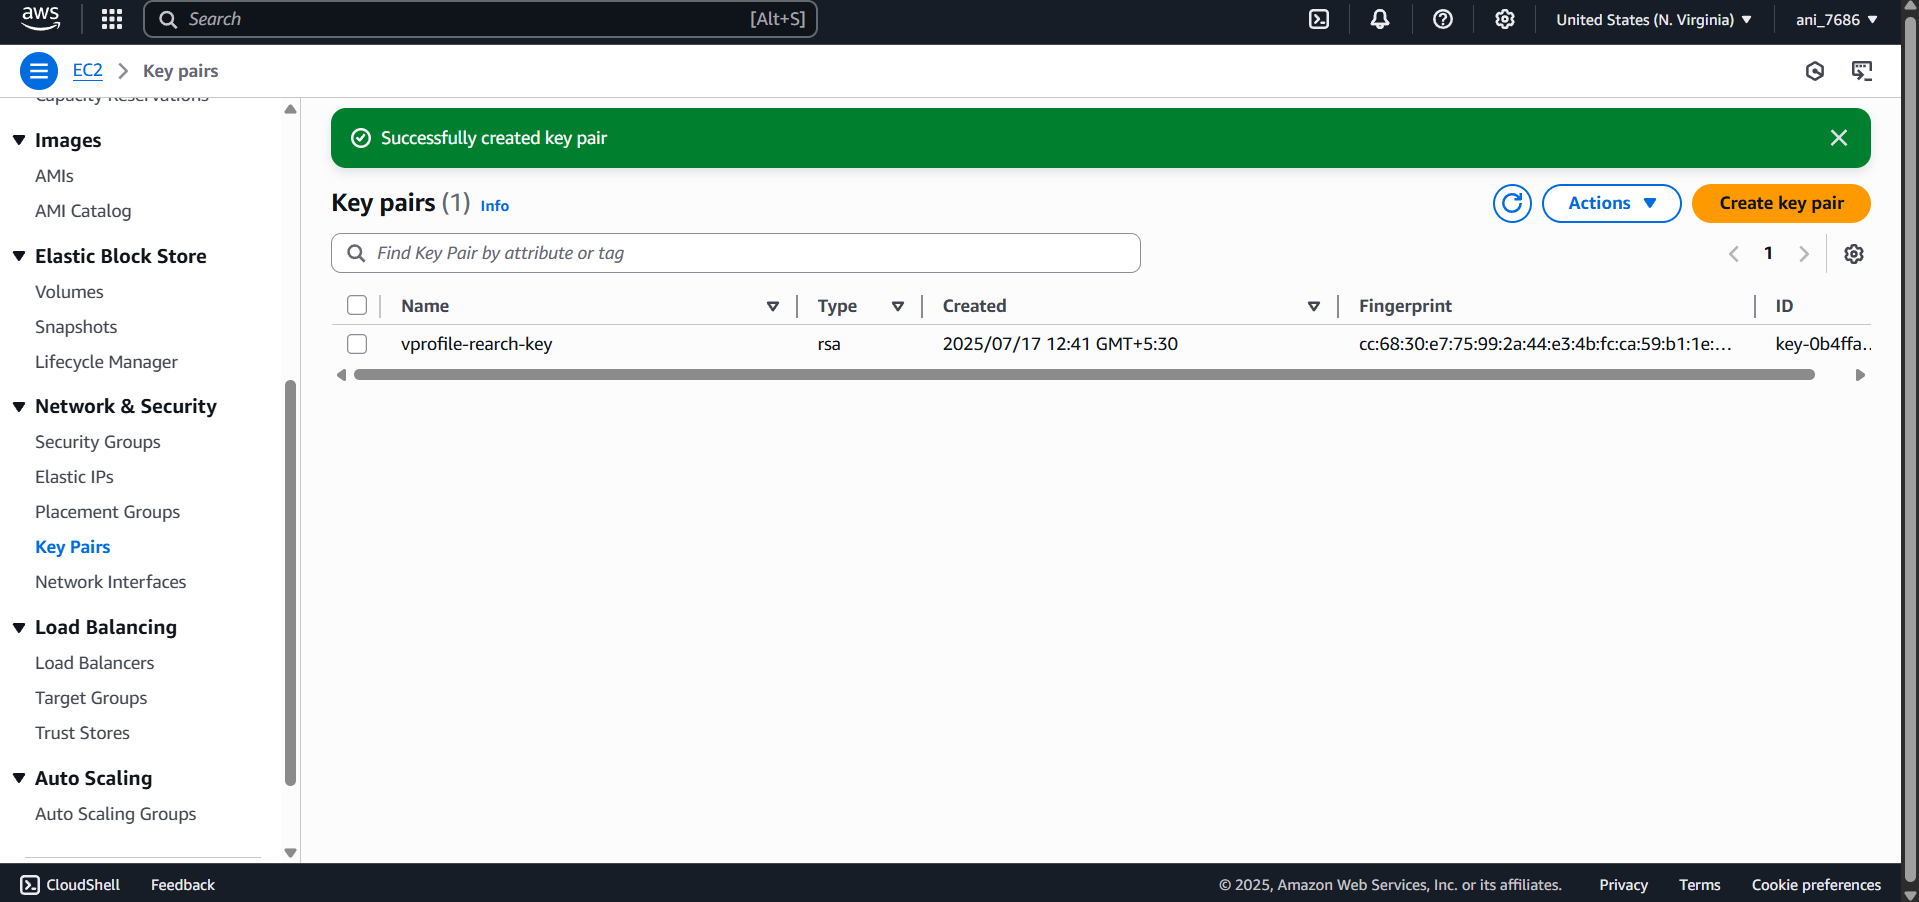 aws
Search [Alt+S]
United States (N. Virginia)
ani_7686
EC2 > Key pairs
Capacity Reservations
Images
AMIs
AMI Catalog
Elastic Block Store
Volumes
Snapshots
Lifecycle Manager
Network & Security
Security Groups
Elastic IPs
Placement Groups
Key Pairs
Network Interfaces
Load Balancing
Load Balancers
Target Groups
Trust Stores
Auto Scaling
Auto Scaling Groups
Successfully created key pair
Key pairs (1) Info
Actions
Create key pair
Find Key Pair by attribute or tag
1
Name Type Created Fingerprint ID
vprofile-rearch-key rsa 2025/07/17 12:41 GMT+5:30 cc:68:30:e7:75:99:2a:44:e3:4b:fc:ca:59:b1:1e:... key-0b4ffa..
CloudShell Feedback © 2025, Amazon Web Services, Inc. or its affiliates. Privacy Terms Cookie preferences